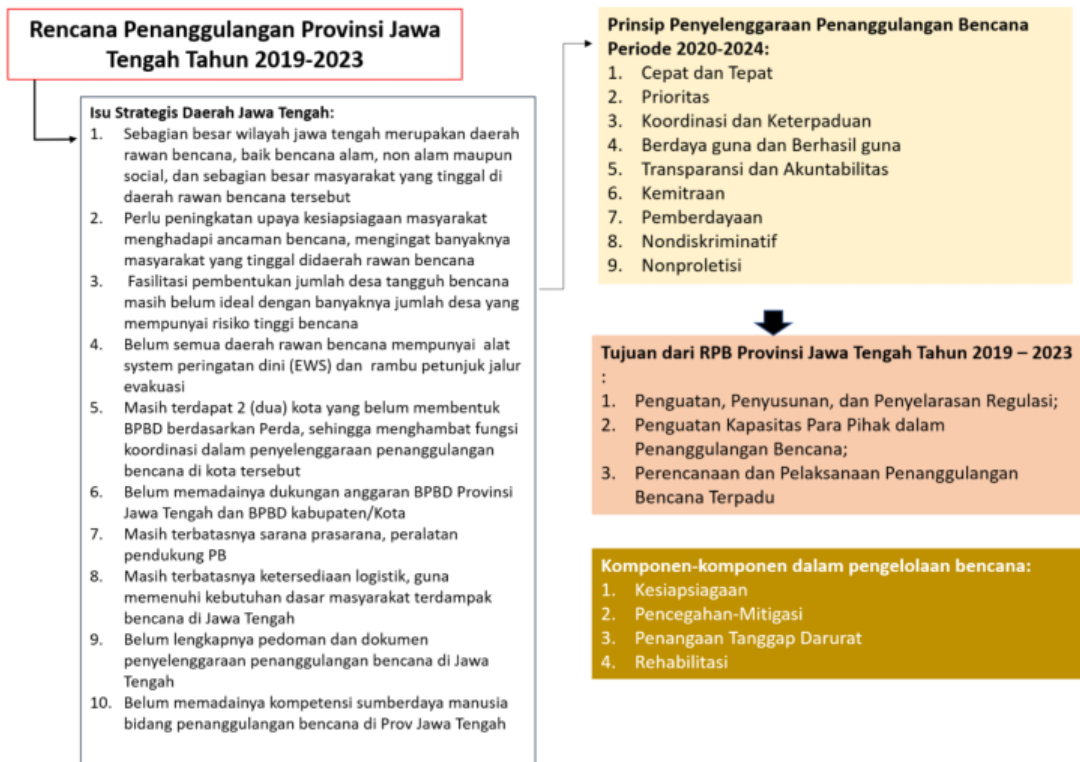 Rencana Penanggulangan Provinsi Jawa
Tengah Tahun 2019-2023
Isu Strategis Daerah Jawa Tengah:
1. Sebagian besar wilayah jawa tengah merupakan daerah
rawan bencana, baik bencana alam, non alam maupun
social, dan sebagian besar masyarakat yang tinggal di
daerah rawan bencana tersebut
2. Perlu peningkatan upaya kesiapsiagaan masyarakat
menghadapi ancaman bencana, mengingat banyaknya
masyarakat yang tinggal didaerah rawan bencana
3. Fasilitasi pembentukan jumlah desa tangguh bencana
masih belum ideal dengan banyaknya jumlah desa yang
mempunyai risiko tinggi bencana
4. Belum semua daerah rawan bencana mempunyai alat
system peringatan dini (EWS) dan rambu petunjuk jalur
evakuasi
5. Masih terdapat 2 (dua) kota yang belum membentuk
BPBD berdasarkan Perda, sehingga menghambat fungsi
koordinasi dalam penyelenggaraan penanggulangan
bencana di kota tersebut
6. Belum memadainya dukungan anggaran BPBD Provinsi
Jawa Tengah dan BPBD kabupaten/Kota
7. Masih terbatasnya sarana prasarana, peralatan
pendukung PB
8. Masih terbatasnya ketersediaan logistik, guna
memenuhi kebutuhan dasar masyarakat terdampak
bencana di Jawa Tengah
9. Belum lengkapnya pedoman dan dokumen
penyelenggaraan penanggulangan bencana di Jawa
Tengah
10. Belum memadainya kompetensi sumberdaya manusia
bidang penanggulangan bencana di Prov Jawa Tengah
Prinsip Penyelenggaraan Penanggulangan Bencana
Periode 2020-2024:
1. Cepat dan Tepat
2. Prioritas
3. Koordinasi dan Keterpaduan
4. Berdaya guna dan Berhasil guna
5. Transparansi dan Akuntabilitas
6. Kemitraan
7. Pemberdayaan
8. Nondiskriminatif
9. Nonproletisi
Tujuan dari RPB Provinsi Jawa Tengah Tahun 2019 – 2023
:
1. Penguatan, Penyusunan, dan Penyelarasan Regulasi;
2. Penguatan Kapasitas Para Pihak dalam
Penanggulangan Bencana;
3. Perencanaan dan Pelaksanaan Penanggulangan
Bencana Terpadu
Komponen-komponen dalam pengelolaan bencana:
1. Kesiapsiagaan
2. Pencegahan-Mitigasi
3. Penangaan Tanggap Darurat
4. Rehabilitasi